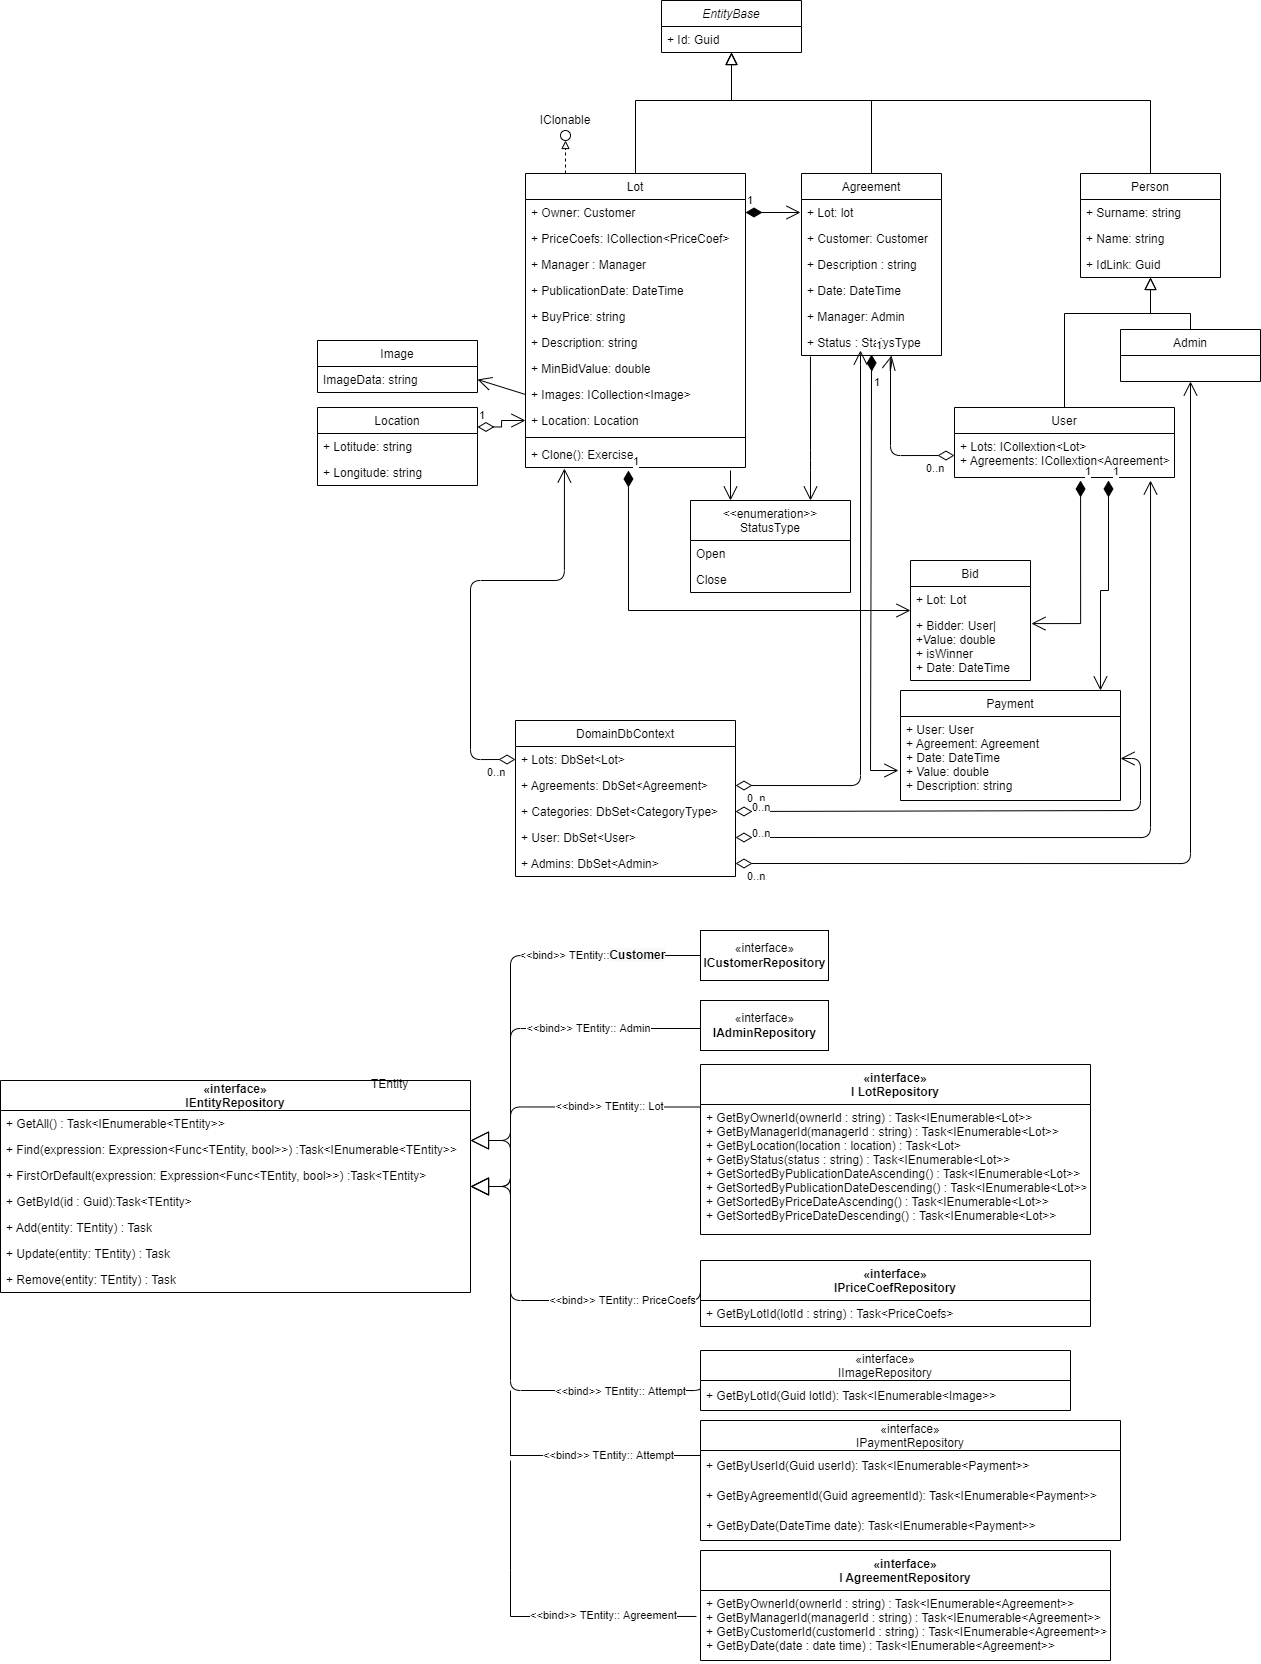 EntityBase
+ Id: Guid
IClonable
Lot
+ Owner: Customer
+ PriceCoefs: ICollection<PriceCoef>
+ Manager : Manager
+ PublicationDate: DateTime
+ BuyPrice: string
+ Description: string
+ MinBidValue: double
+ Images: ICollection<Image>
+ Location: Location
+ Clone(): Exercise
1
1
Agreement
+ Lot: lot
+ Customer: Customer
+ Description : string
+ Date: DateTime
+ Manager: Admin
+ Status : StatysType
1
1
Person
+ Surname: string
+ Name: string
+ IdLink: Guid
Admin
Image
ImageData: string
Location
+ Lotitude: string
+ Longitude: string
1
User
+ Lots: ICollextion<Lot>
+ Agreements: ICollextion<Agreement>
0..n
1
1
<<enumeration>>
StatusType
Open
Close
Bid
+ Lot: Lot
+ Bidder: User|
+Value: double
+ isWinner
+ Date: DateTime
Payment
+ User: User
+ Agreement: Agreement
+ Date: DateTime
+ Value: double
+ Description: string
DomainDbContext
+ Lots: DbSet<Lot>
+ Agreements: DbSet<Agreement>
+ Categories: DbSet<CategoryType>
+ User: DbSet<User>
+ Admins: DbSet<Admin>
0..n
0..n
0..n
0..n
0..n
<<bind>> TEntity::Customer
«interface»
ICustomerRepository
<<bind>> TEntity:: Admin
«interface»
IAdminRepository
TEntity
«interface»
IEntityRepository
+ GetAll() : Task<IEnumerable<TEntity>>
+ Find(expression: Expression<Func<TEntity, bool>>) :Task<IEnumerable<TEntity>>
+ FirstOrDefault(expression: Expression<Func<TEntity, bool>>) :Task<TEntity>
+ GetById(id : Guid):Task<TEntity>
+ Add(entity: TEntity) : Task
+ Update(entity: TEntity) : Task
+ Remove(entity: TEntity) : Task
<<bind>> TEntity:: Lot
«interface»
I LotRepository
+ GetByOwnerId(ownerId : string) : Task<IEnumerable<Lot>>
+ GetByManagerId(managerId : string) : Task<IEnumerable<Lot>>
+ GetByLocation(location : location) : Task<Lot>
+ GetByStatus(status : string) : Task<IEnumerable<Lot>>
+ GetSortedByPublicationDateAscending() : Task<IEnumerable<Lot>>
+ GetSortedByPublicationDateDescending() : Task<IEnumerable<Lot>>
+ GetSortedByPriceDateAscending() : Task<IEnumerable<Lot>>
+ GetSortedByPriceDateDescending() : Task<IEnumerable<Lot>>
<<bind>> TEntity:: PriceCoefs
«interface»
IPriceCoefRepository
+ GetByLotId(lotId : string) : Task<PriceCoefs>
<<bind>> TEntity:: Attempt
«interface»
IImageRepository
+ GetByLotId(Guid lotId): Task<IEnumerable<Image>>
<<bind>> TEntity:: Attempt
«interface»
IPaymentRepository
+ GetByUserId(Guid userId): Task<IEnumerable<Payment>>
+ GetByAgreementId(Guid agreementId): Task<IEnumerable<Payment>>
+ GetByDate(DateTime date): Task<IEnumerable<Payment>>
<<bind>> TEntity:: Agreement
«interface»
I AgreementRepository
+ GetByOwnerId(ownerId : string) : Task<IEnumerable<Agreement>>
+ GetByManagerId(managerId : string) : Task<IEnumerable<Agreement>>
+ GetByCustomerId(customerId : string) : Task<IEnumerable<Agreement>>
+ GetByDate(date : date time) : Task<IEnumerable<Agreement>>